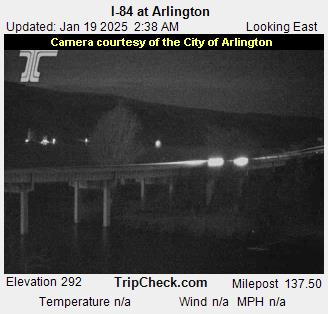 I-84 at Arlington
Updated: Jan 19 2025 2:38 AM Looking East
Camera courtesy of the City of Arlington
Elevation 292 TripCheck.com Milepost 137.50
Temperature n/a Wind n/a MPH n/a